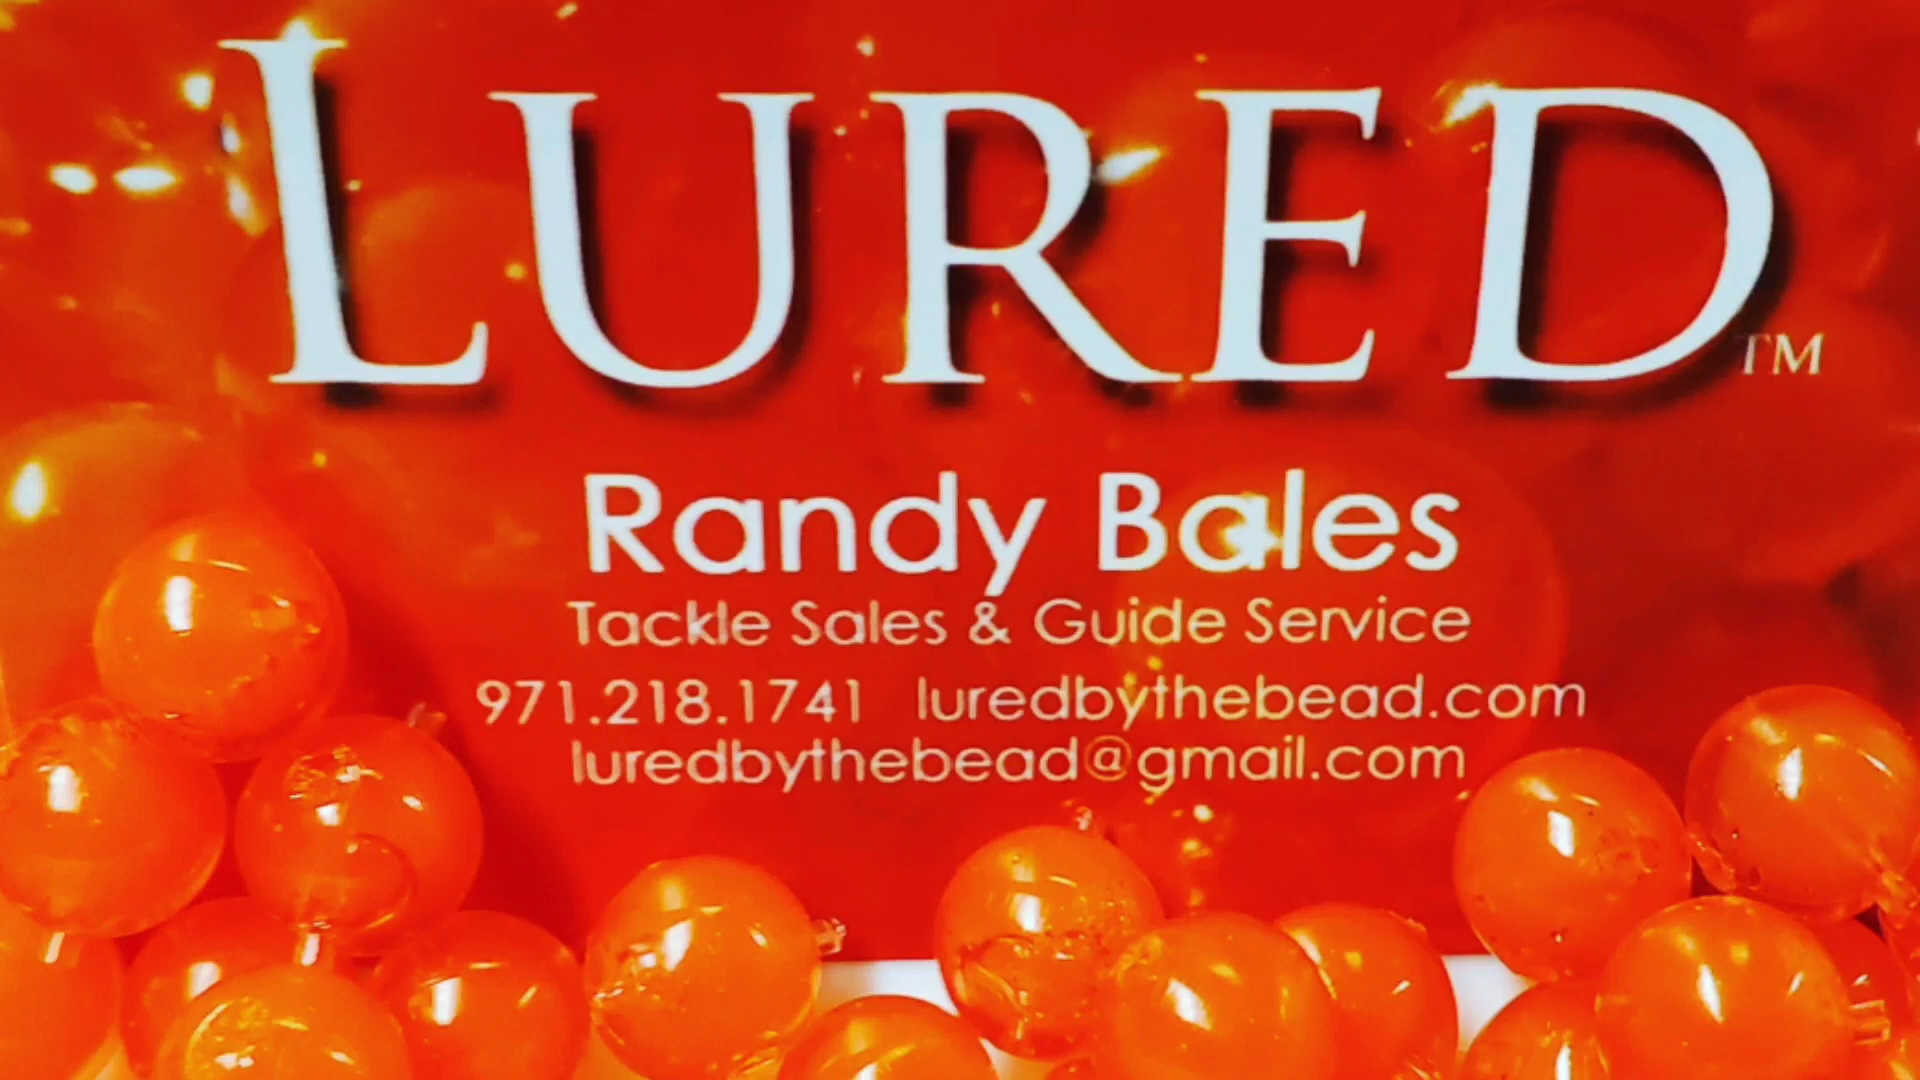 LURED™
Randy Bales
Tackle Sales & Guide Service
971.218.1741 luredbythebead.com
luredbythebead@gmail.com